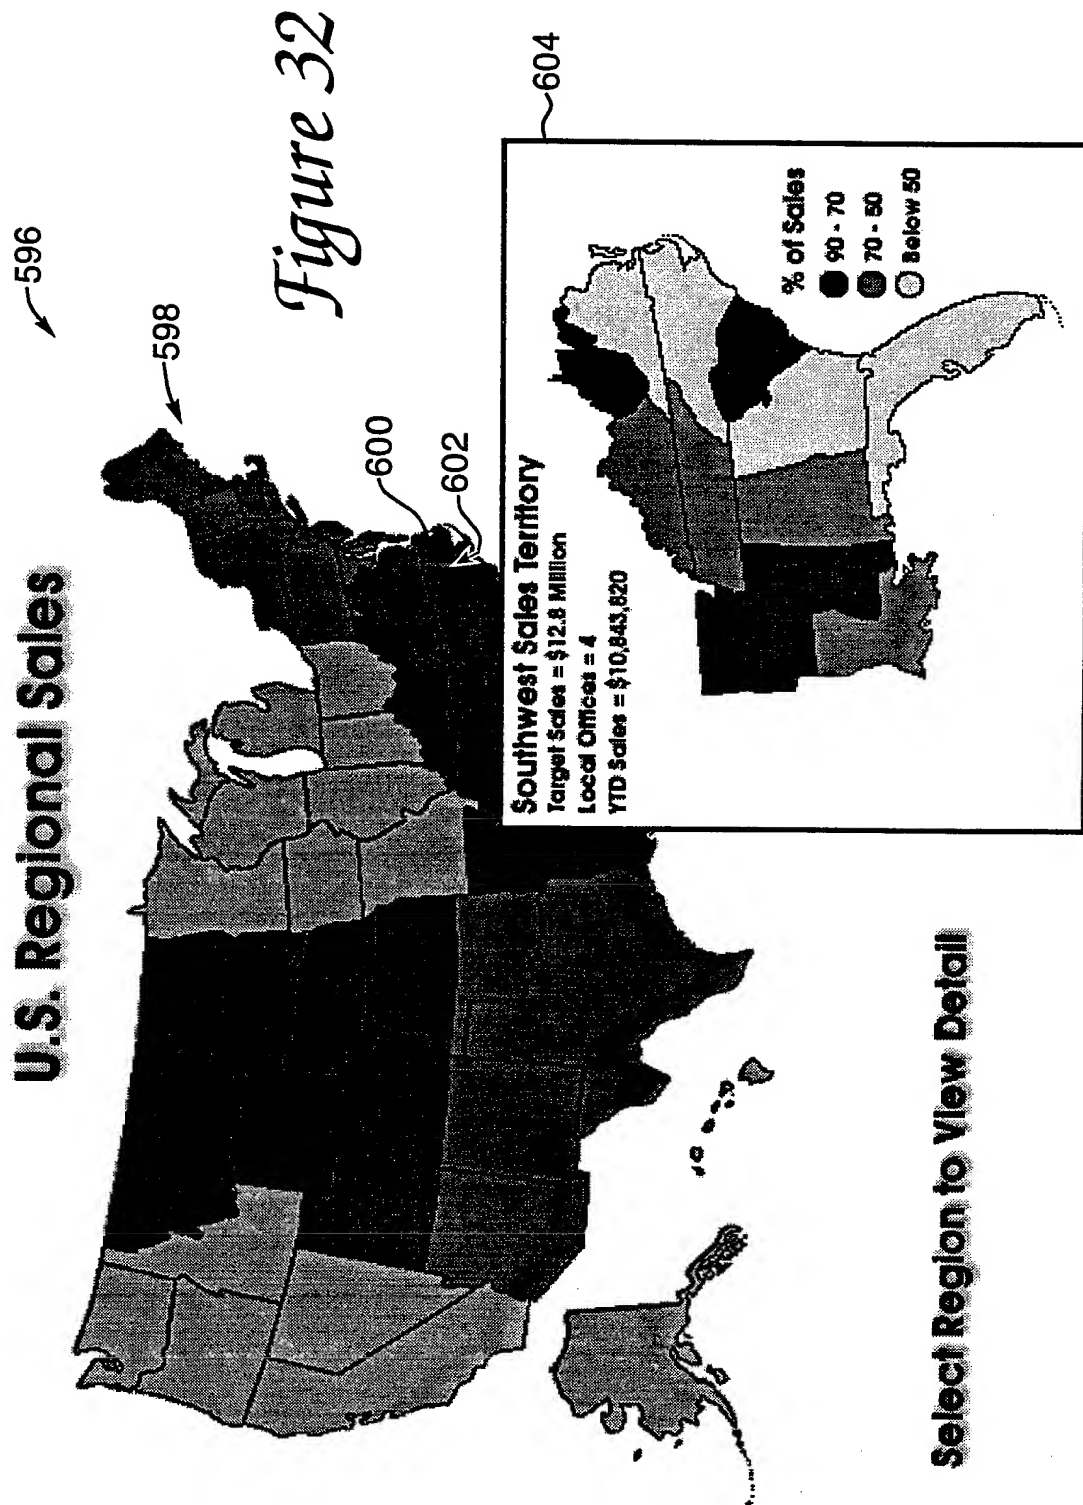 U.S. Regional Sales
596
598
Figure 32
600
602
604
Southwest Sales Territory
Target Sales = $12.8 Million
Local Offices = 4
YTD Sales = $10,843,820
% of Sales
90 - 70
70 - 50
Below 50
Select Region to View Detail